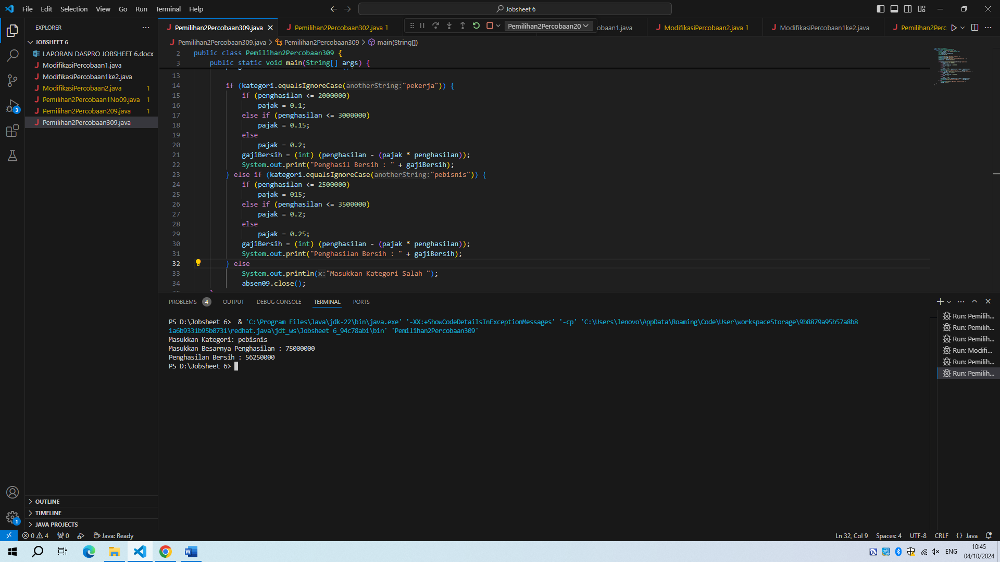 File Edit Selection View Go Run Terminal Help
Jobsheet 6
EXPLORER
JOBSHEET 6
LAPORAN DASPRO JOBSHEET 6.docx
ModifikasiPercobaan1.java
ModifikasiPercobaan1ke2.java
ModifikasiPercobaan2.java 1
Pemilihan2Percobaan1No09.java 1
Pemilihan2Percobaan209.java 1
Pemilihan2Percobaan309.java
OUTLINE
TIMELINE
JAVA PROJECTS
3
1
Pemilihan2Percobaan309.java
Pemilihan2Percobaan302.java 1
Pemilihan2Percobaan20
obaan1.java
ModifikasiPercobaan2.java 1
ModifikasiPercobaan1ke2.java
Pemilihan2Perc
Pemilihan2Percobaan309.java > Pemilihan2Percobaan309 > main(String[])
2 public class Pemilihan2Percobaan309 {
3 public static void main(String[] args) {
13
14 if (kategori.equalsIgnoreCase(anotherString:"pekerja")) {
15 if (penghasilan <= 2000000)
16 pajak = 0.1;
17 else if (penghasilan <= 3000000)
18 pajak = 0.15;
19 else
20 pajak = 0.2;
21 gajiBersih = (int) (penghasilan - (pajak * penghasilan));
22 System.out.print("Penghasil Bersih : " + gajiBersih);
23 } else if (kategori.equalsIgnoreCase(anotherString:"pebisnis")) {
24 if (penghasilan <= 2500000)
25 pajak = 015;
26 else if (penghasilan <= 3500000)
27 pajak = 0.2;
28 else
29 pajak = 0.25;
30 gajiBersih = (int) (penghasilan - (pajak * penghasilan));
31 System.out.print("Penghasilan Bersih : " + gajiBersih);
32 } else
33 System.out.println(x:"Masukkan Kategori Salah ");
34 absen09.close();
PROBLEMS 4 OUTPUT DEBUG CONSOLE TERMINAL PORTS
PS D:\Jobsheet 6> & 'C:\Program Files\Java\jdk-22\bin\java.exe' '-XX:+ShowCodeDetailsInExceptionMessages' '-cp' 'C:\Users\lenovo\AppData\Roaming\Code\User\workspaceStorage\9b8879a95b57a8b8
1a6b9331b95b0731\redhat.java\jdt_ws\Jobsheet 6_94c78ab1\bin' 'Pemilihan2Percobaan309'
Masukkan Kategori: pebisnis
Masukkan Besarnya Penghasilan : 75000000
Penghasilan Bersih : 56250000
PS D:\Jobsheet 6>
Run: Pemilih...
Run: Pemilih...
Run: Pemilih...
Run: Modifi...
Run: Pemilih...
Run: Pemilih...
0 4 0 Java: Ready
Ln 32, Col 9 Spaces: 4 UTF-8 CRLF {} Java
ENG
10:45
04/10/2024